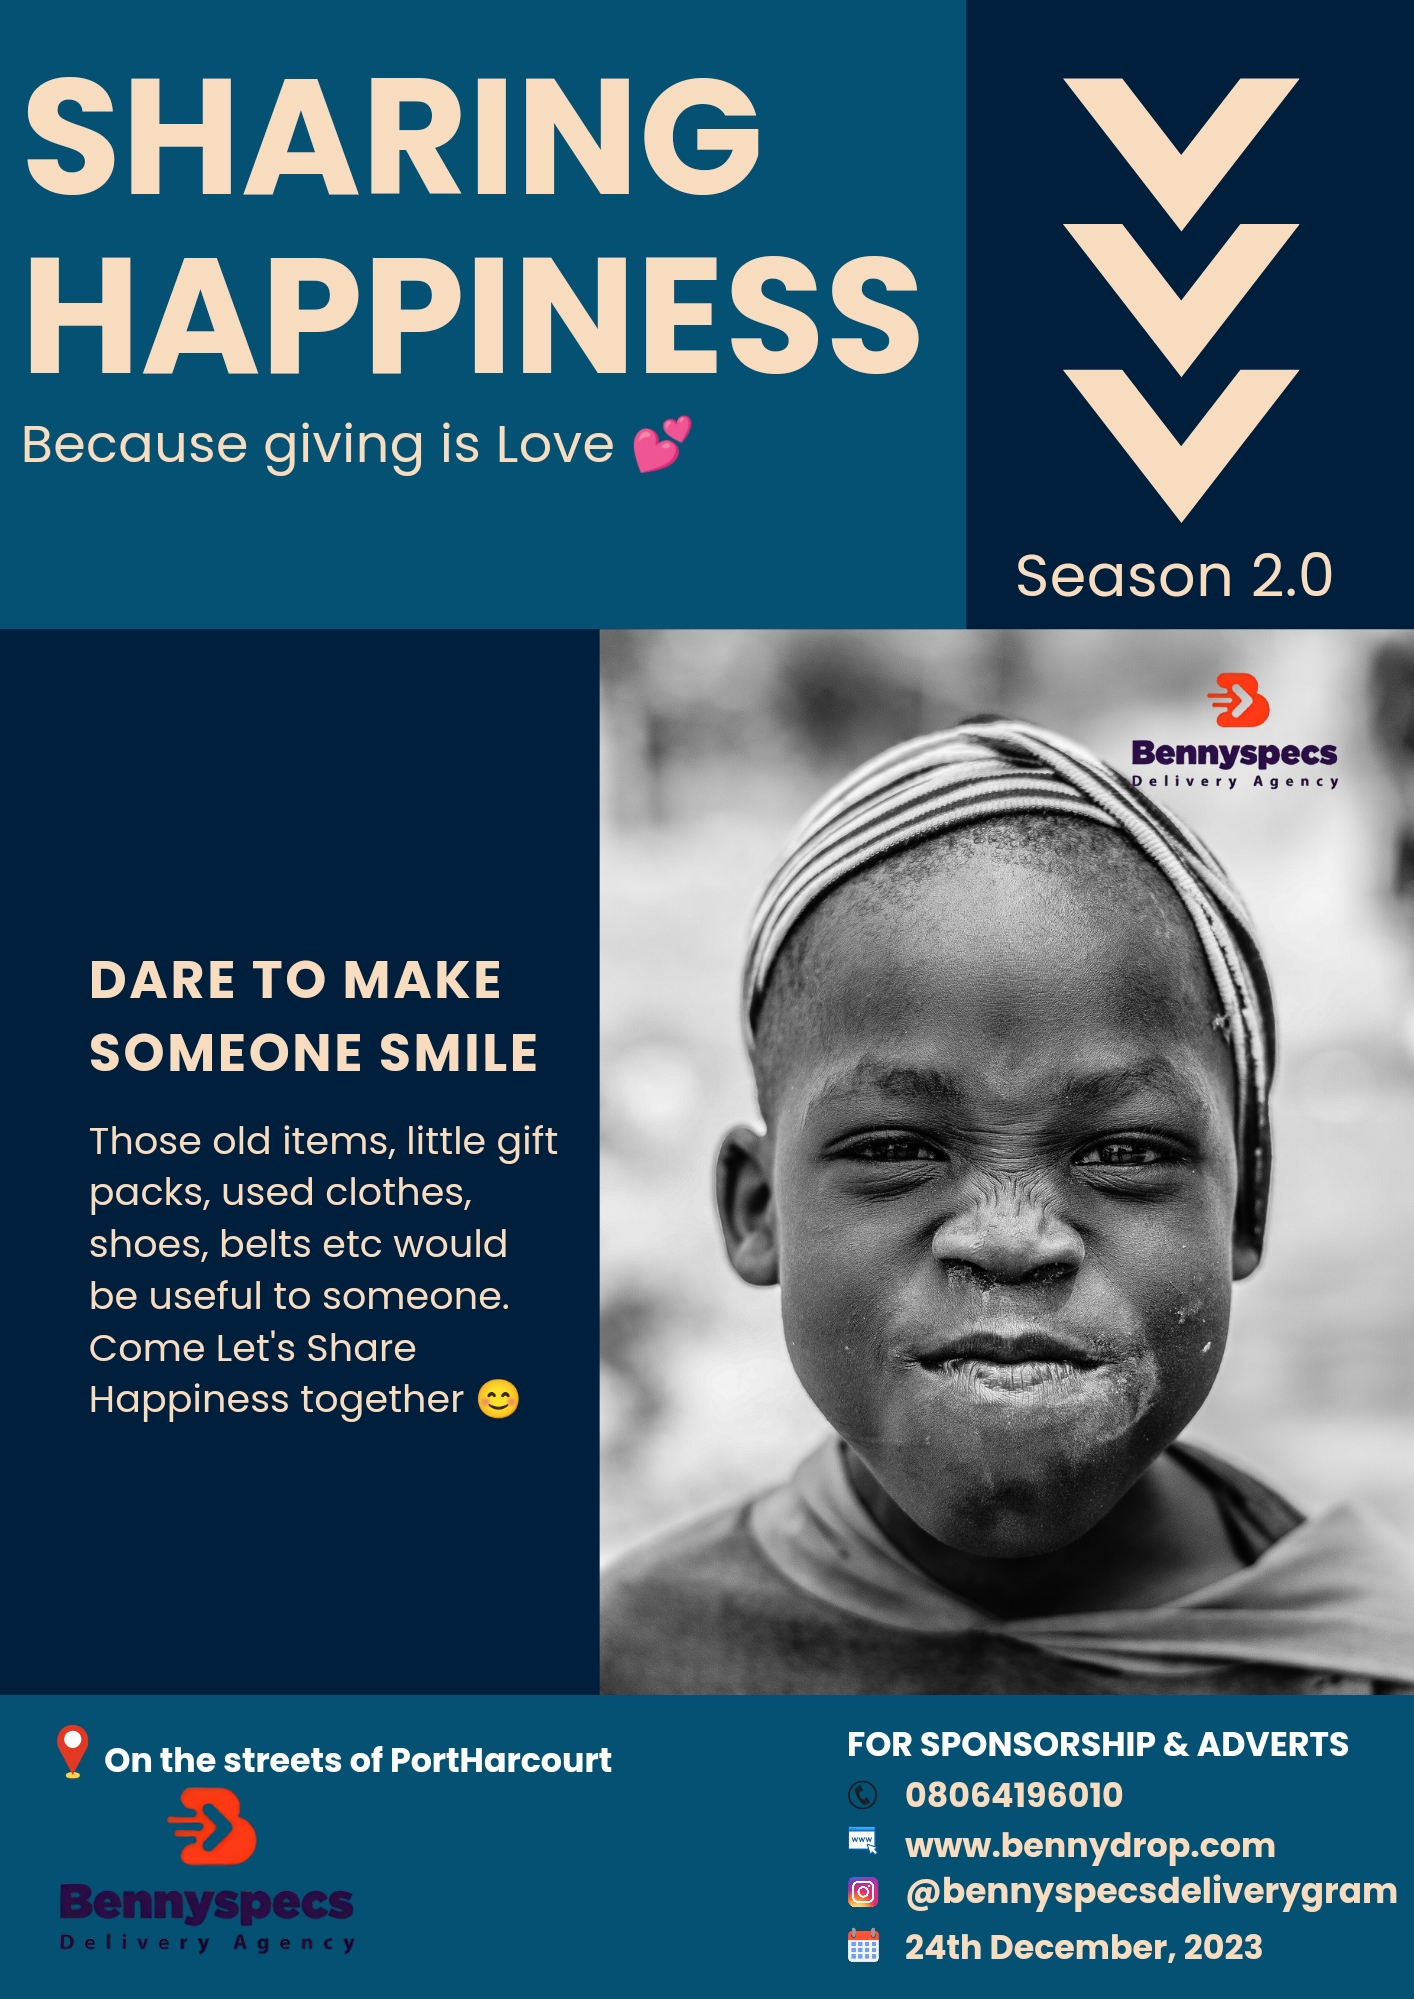 SHARING
HAPPINESS
Because giving is Love 💕
Season 2.0
Bennyspecs
Delivery Agency
DARE TO MAKE
SOMEONE SMILE
Those old items, little gift
packs, used clothes,
shoes, belts etc would
be useful to someone.
Come Let's Share
Happiness together 😊
On the streets of PortHarcourt
Bennyspecs
Delivery Agency
FOR SPONSORSHIP & ADVERTS
08064196010
www
www.bennydrop.com
@bennyspecsdeliverygram
24th December, 2023